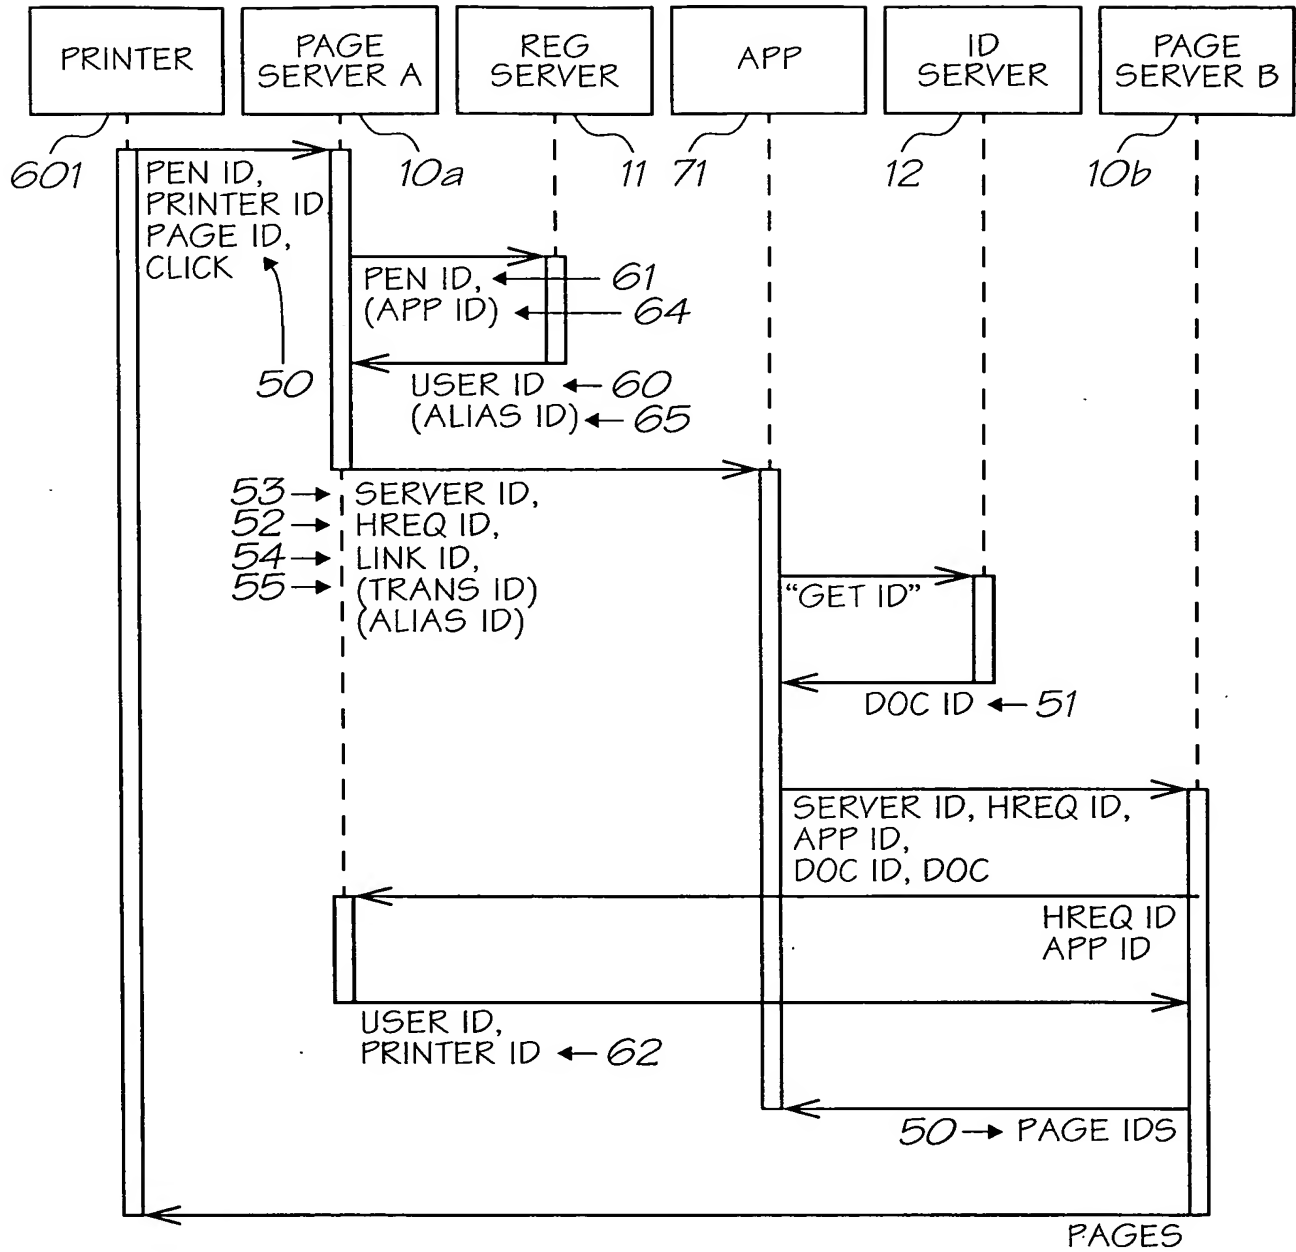 PRINTER
PAGE
SERVER A
REG
SERVER
APP
ID
SERVER
PAGE
SERVER B
601
10a
11
71
12
10b
PEN ID,
PRINTER ID
PAGE ID,
CLICK
50
PEN ID,
61
(APP ID)
64
USER ID
60
(ALIAS ID)
65
53
SERVER ID,
52
HREQ ID,
54
LINK ID,
55
(TRANS ID)
(ALIAS ID)
“GET ID”
DOC ID
51
SERVER ID, HREQ ID,
APP ID,
DOC ID, DOC
HREQ ID
APP ID
USER ID,
PRINTER ID
62
50
PAGE IDS
PAGES